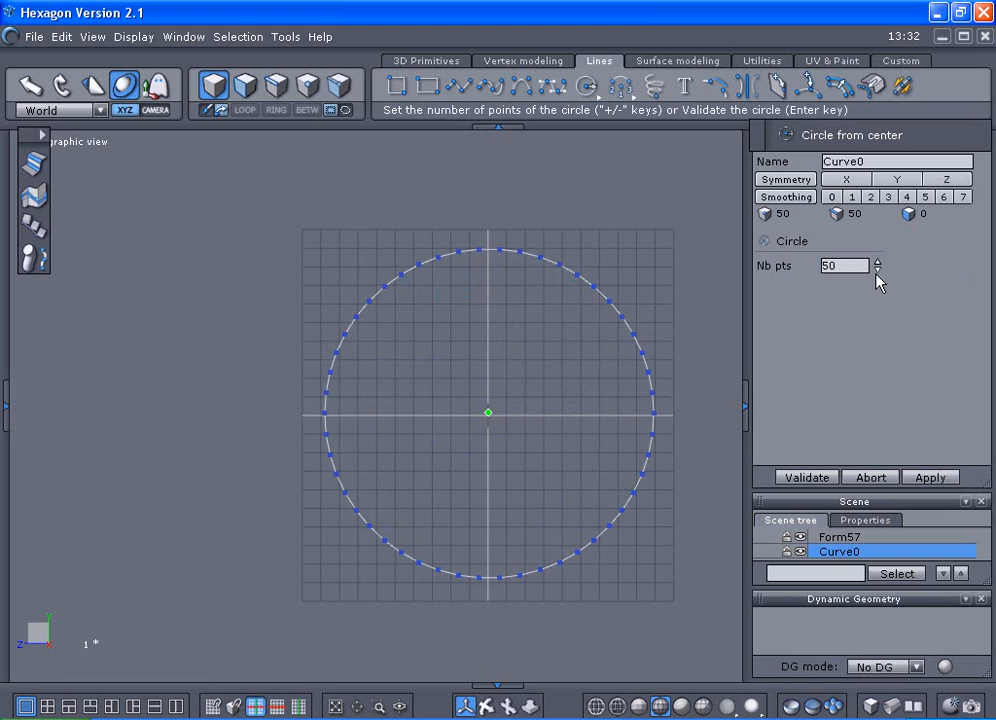 Hexagon Version 2.1
File Edit View Display Window Selection Tools Help 13:32
3D Primitives Vertex modeling Lines Surface modeling Utilities UV & Paint Custom
World XYZ CAMERA LOOP RING BETW
Set the number of points of the circle ("+/-" keys) or Validate the circle (Enter key)
graphic view
Circle from center
Name Curve0
Symmetry X Y Z
Smoothing 0 1 2 3 4 5 6 7
50 50 0
Circle
Nb pts 50
Validate Abort Apply
Scene
Scene tree Properties
Form57
Curve0
Select
Dynamic Geometry
DG mode: No DG
Y
Z X
1 *